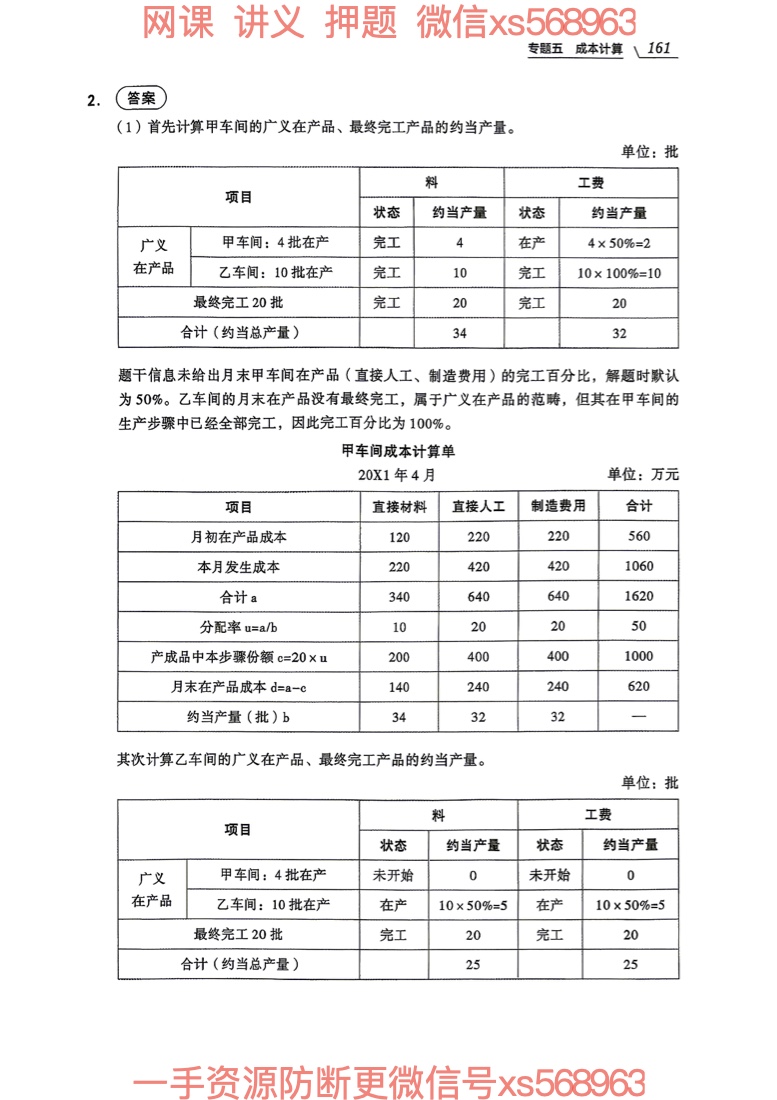 网课 讲义 押题 微信xs568963
专题五 成本计算 161
2. 答案
（1）首先计算甲车间的广义在产品、最终完工产品的约当产量。
单位：批
项目 料 工费
状态 约当产量 状态 约当产量
广义在产品 甲车间：4批在产 完工 4 在产 4×50%=2
乙车间：10批在产 完工 10 完工 10×100%=10
最终完工20批 完工 20 完工 20
合计（约当总产量） 34 32
题干信息未给出月末甲车间在产品（直接人工、制造费用）的完工百分比，解题时默认
为50%。乙车间的月末在产品没有最终完工，属于广义在产品的范畴，但其在甲车间的
生产步骤中已经全部完工，因此完工百分比为100%。
甲车间成本计算单
20X1年4月 单位：万元
项目 直接材料 直接人工 制造费用 合计
月初在产品成本 120 220 220 560
本月发生成本 220 420 420 1060
合计a 340 640 640 1620
分配率u=a/b 10 20 20 50
产成品中本步骤份额c=20×u 200 400 400 1000
月末在产品成本d=a-c 140 240 240 620
约当产量（批）b 34 32 32 —
其次计算乙车间的广义在产品、最终完工产品的约当产量。
单位：批
项目 料 工费
状态 约当产量 状态 约当产量
广义在产品 甲车间：4批在产 未开始 0 未开始 0
乙车间：10批在产 在产 10×50%=5 在产 10×50%=5
最终完工20批 完工 20 完工 20
合计（约当总产量） 25 25
一手资源防断更微信号xs568963